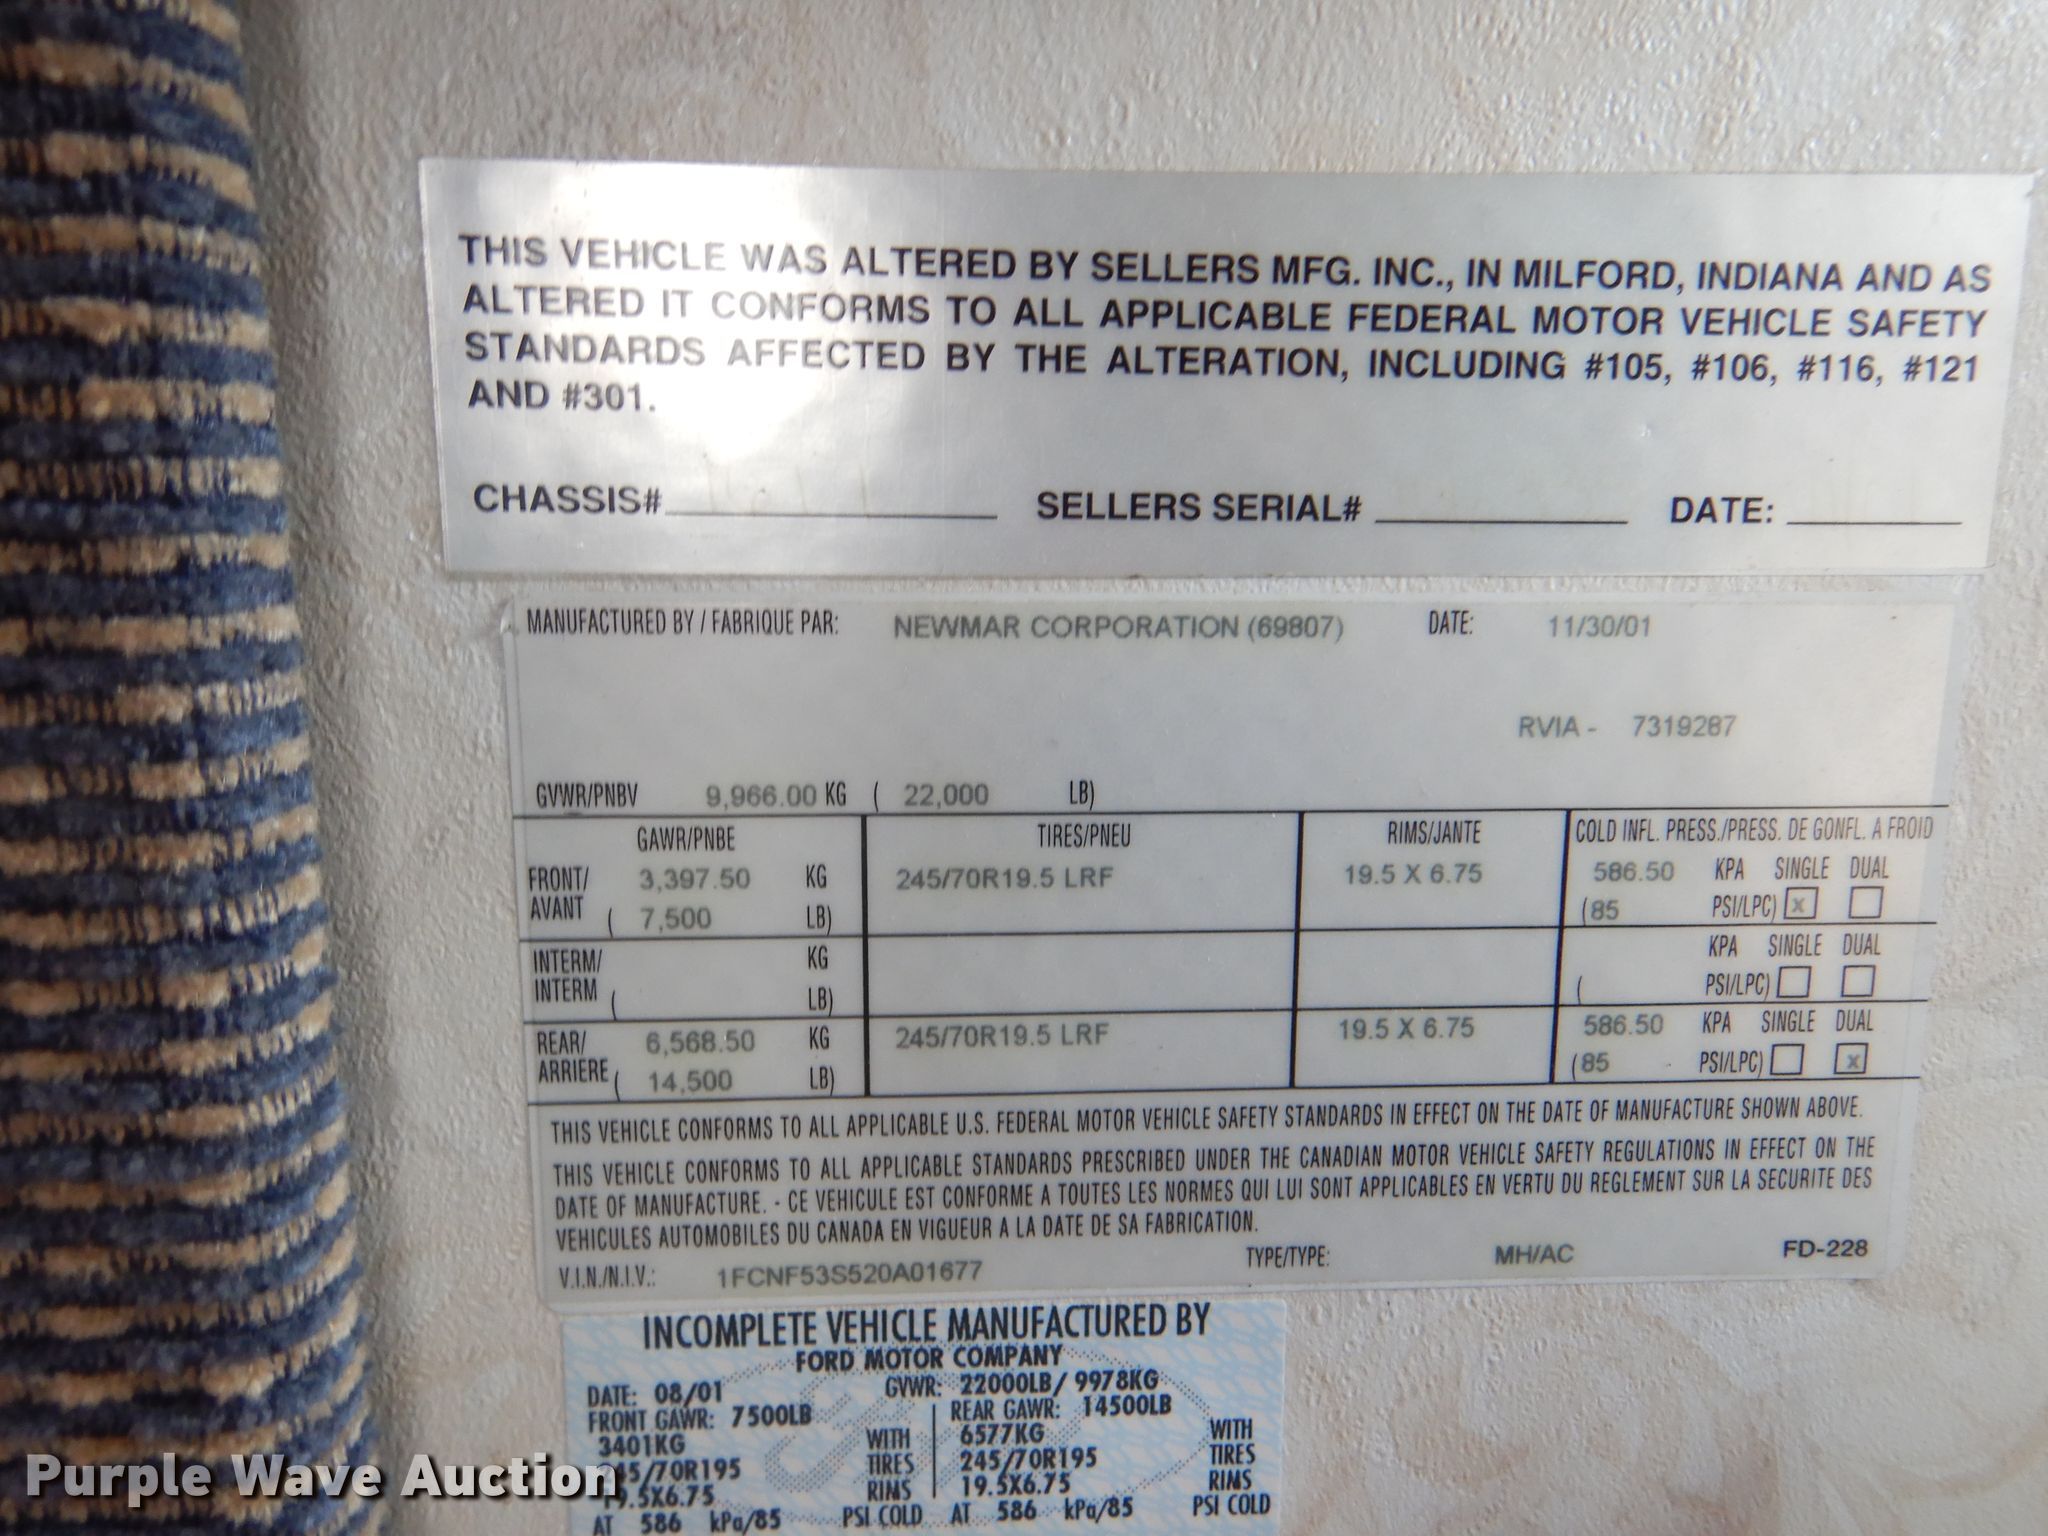 THIS VEHICLE WAS ALTERED BY SELLERS MFG. INC., IN MILFORD, INDIANA AND AS
ALTERED IT CONFORMS TO ALL APPLICABLE FEDERAL MOTOR VEHICLE SAFETY
STANDARDS AFFECTED BY THE ALTERATION, INCLUDING #105, #106, #116, #121
AND #301.
CHASSIS# SELLERS SERIAL# DATE:
MANUFACTURED BY / FABRIQUE PAR: NEWMAR CORPORATION (69807) DATE: 11/30/01
RVIA - 7319287
GVWR/PNBV 9,966.00 KG ( 22,000 LB)
GAWR/PNBE TIRES/PNEU RIMS/JANTE COLD INFL. PRESS./PRESS. DE GONFL. A FROID
FRONT/ 3,397.50 KG 245/70R19.5 LRF 19.5 X 6.75 586.50 KPA SINGLE DUAL
AVANT ( 7,500 LB) (85 PSI/LPC) x
INTERM/ KG KPA SINGLE DUAL
INTERM ( LB) ( PSI/LPC)
REAR/ 6,568.50 KG 245/70R19.5 LRF 19.5 X 6.75 586.50 KPA SINGLE DUAL
ARRIERE ( 14,500 LB) (85 PSI/LPC) x
THIS VEHICLE CONFORMS TO ALL APPLICABLE U.S. FEDERAL MOTOR VEHICLE SAFETY STANDARDS IN EFFECT ON THE DATE OF MANUFACTURE SHOWN ABOVE.
THIS VEHICLE CONFORMS TO ALL APPLICABLE STANDARDS PRESCRIBED UNDER THE CANADIAN MOTOR VEHICLE SAFETY REGULATIONS IN EFFECT ON THE
DATE OF MANUFACTURE. - CE VEHICULE EST CONFORME A TOUTES LES NORMES QUI LUI SONT APPLICABLES EN VERTU DU REGLEMENT SUR LA SECURITE DES
VEHICULES AUTOMOBILES DU CANADA EN VIGUEUR A LA DATE DE SA FABRICATION.
V.I.N./N.I.V.: 1FCNF53S520A01677 TYPE/TYPE: MH/AC FD-228
INCOMPLETE VEHICLE MANUFACTURED BY
FORD MOTOR COMPANY
DATE: 08/01 GVWR: 22000LB/ 9978KG
FRONT GAWR: 7500LB REAR GAWR: 14500LB
3401KG WITH 6577KG WITH
245/70R195 TIRES 245/70R195 TIRES
19.5X6.75 RIMS 19.5X6.75 RIMS
AT 586 kPa/85 PSI COLD AT 586 kPa/85 PSI COLD
Purple Wave Auction